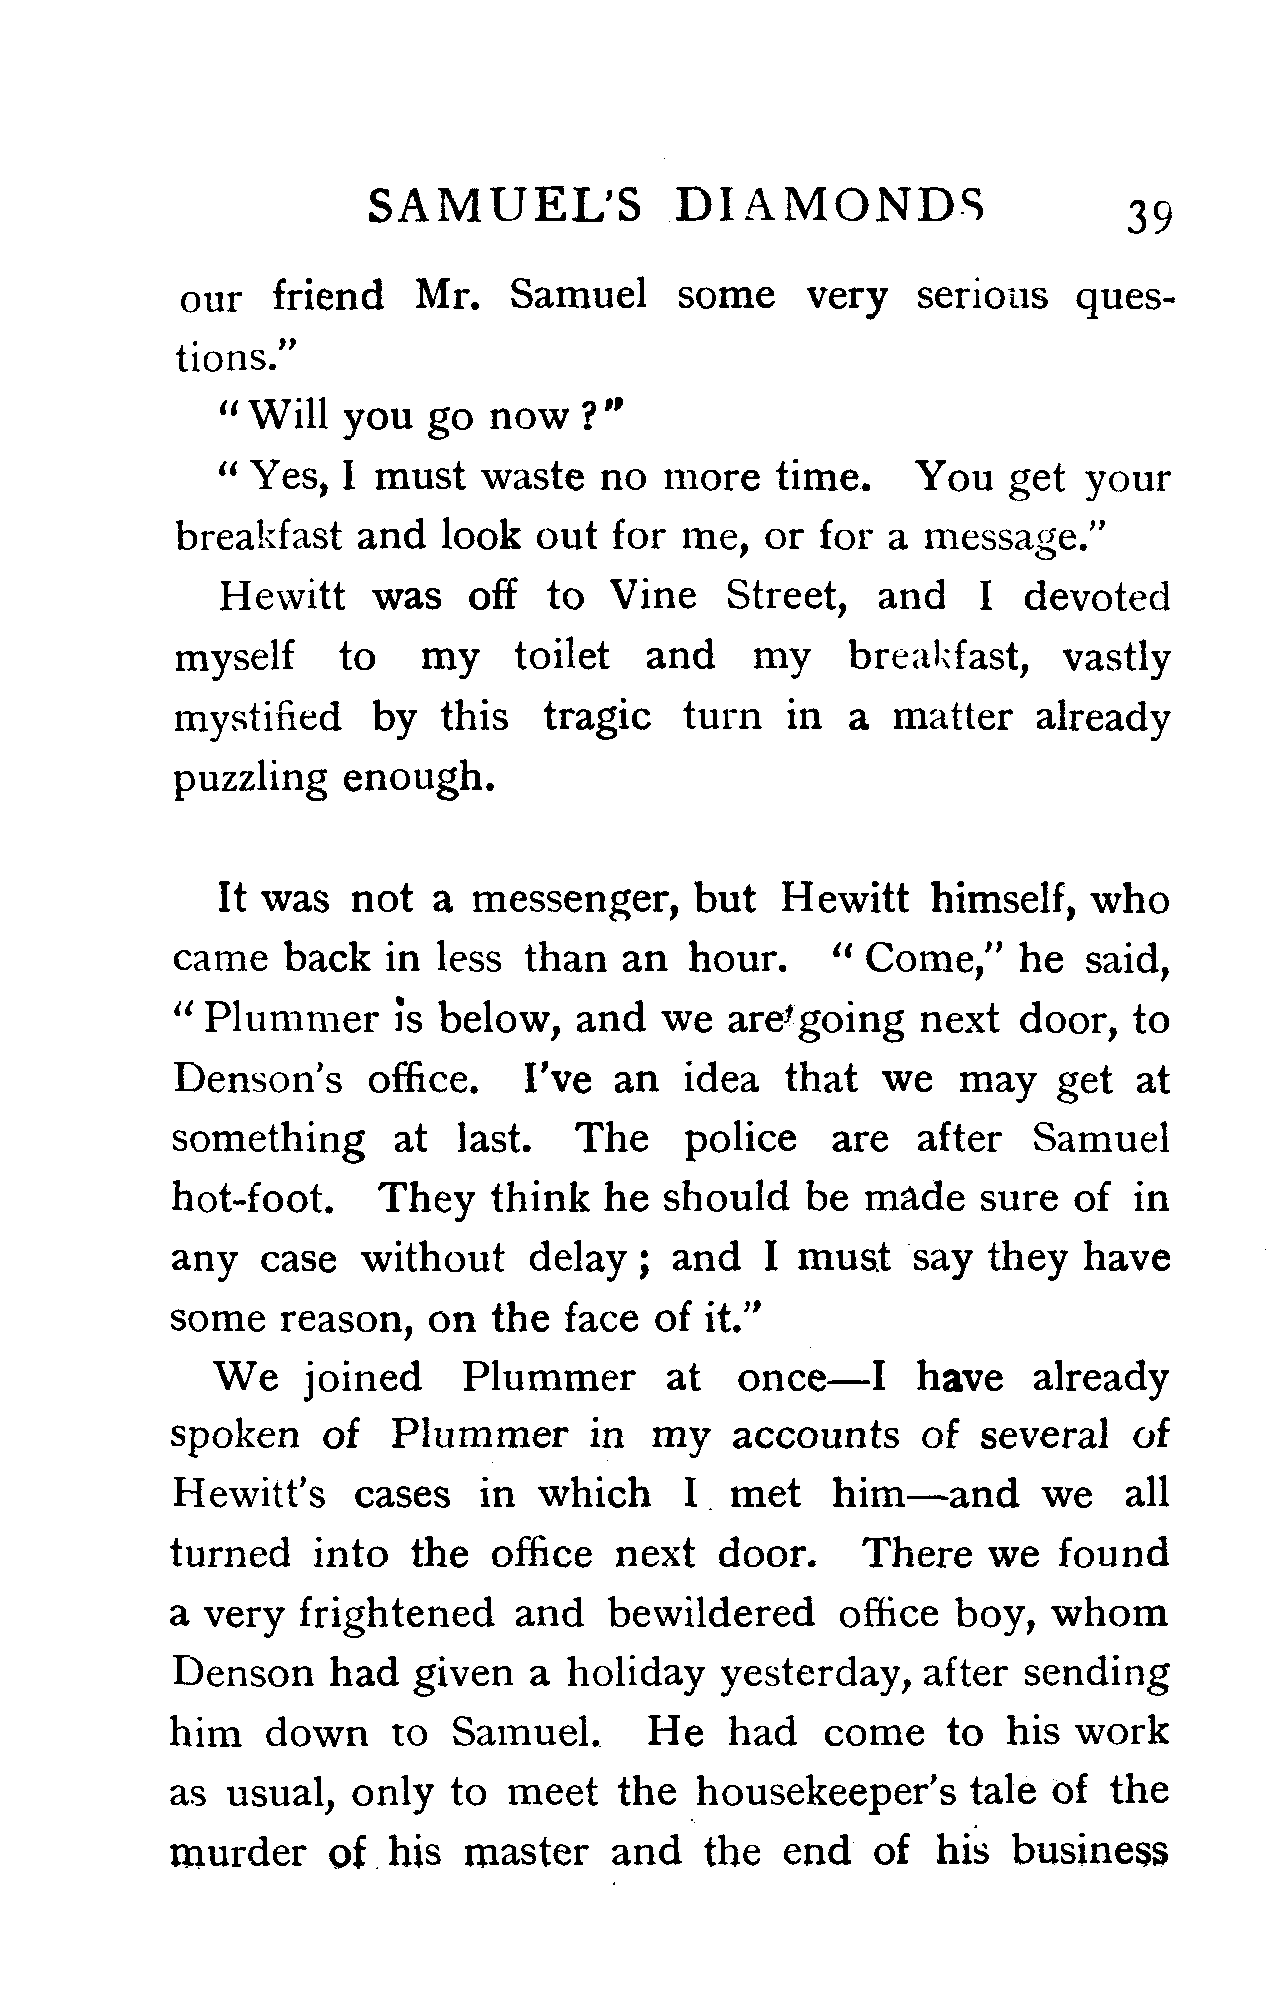 SAMUEL'S DIAMONDS 39
our friend Mr. Samuel some very serious ques-
tions."
"Will you go now?"
"Yes, I must waste no more time. You get your
breakfast and look out for me, or for a message."
Hewitt was off to Vine Street, and I devoted
myself to my toilet and my breakfast, vastly
mystified by this tragic turn in a matter already
puzzling enough.
It was not a messenger, but Hewitt himself, who
came back in less than an hour. "Come," he said,
"Plummer is below, and we are going next door, to
Denson's office. I've an idea that we may get at
something at last. The police are after Samuel
hot-foot. They think he should be made sure of in
any case without delay; and I must say they have
some reason, on the face of it."
We joined Plummer at once—I have already
spoken of Plummer in my accounts of several of
Hewitt's cases in which I met him—and we all
turned into the office next door. There we found
a very frightened and bewildered office boy, whom
Denson had given a holiday yesterday, after sending
him down to Samuel. He had come to his work
as usual, only to meet the housekeeper's tale of the
murder of his master and the end of his business